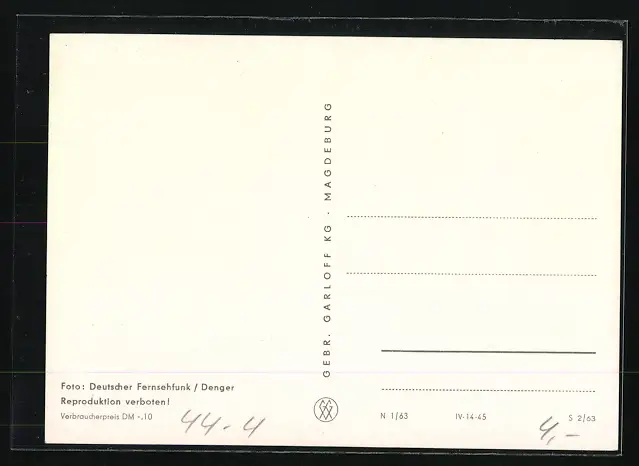 Foto: Deutscher Fernsehfunk / Denger
Reproduktion verboten!
Verbraucherpreis DM -.10
44-4
GEBR. GARLOFF KG · MAGDEBURG
N 1/63
IV-14-45
S 2/63
4,-